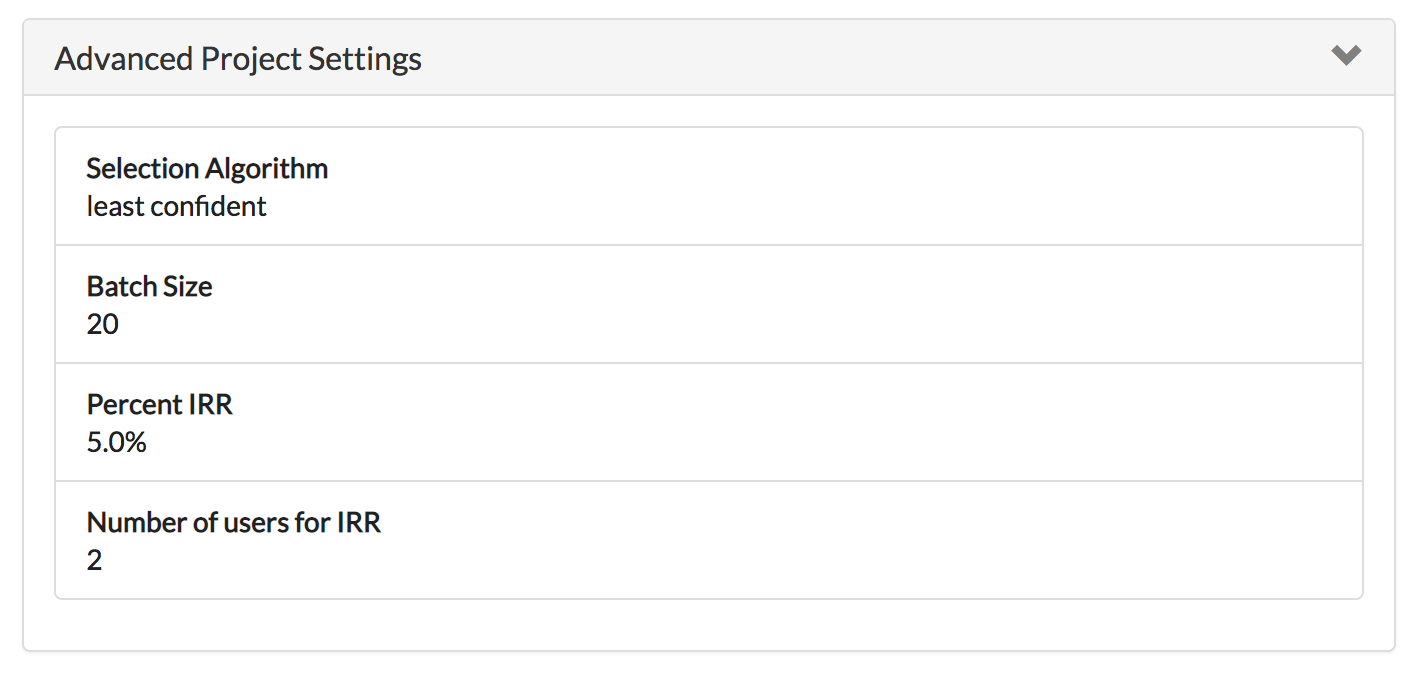 Advanced Project Settings
Selection Algorithm
least confident
Batch Size
20
Percent IRR
5.0%
Number of users for IRR
2